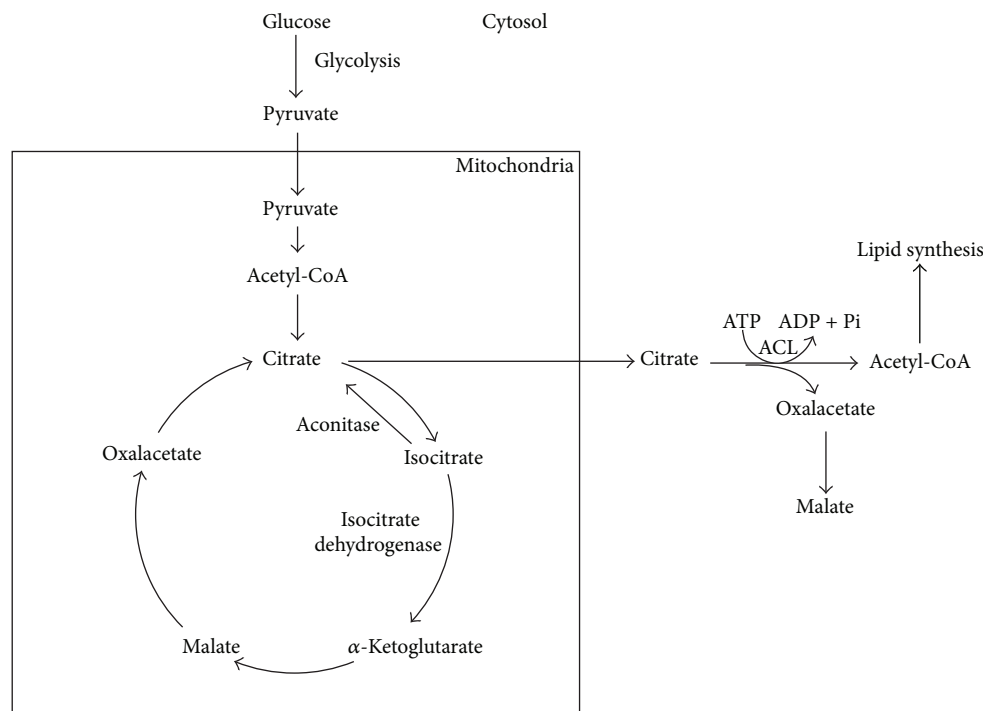 Glucose
Cytosol
Glycolysis
Pyruvate
Mitochondria
Pyruvate
Acetyl-CoA
Lipid synthesis
ATP
ADP + Pi
ACL
Citrate
Citrate
Acetyl-CoA
Oxalacetate
Aconitase
Oxalacetate
Isocitrate
Malate
Isocitrate
dehydrogenase
Malate
α-Ketoglutarate